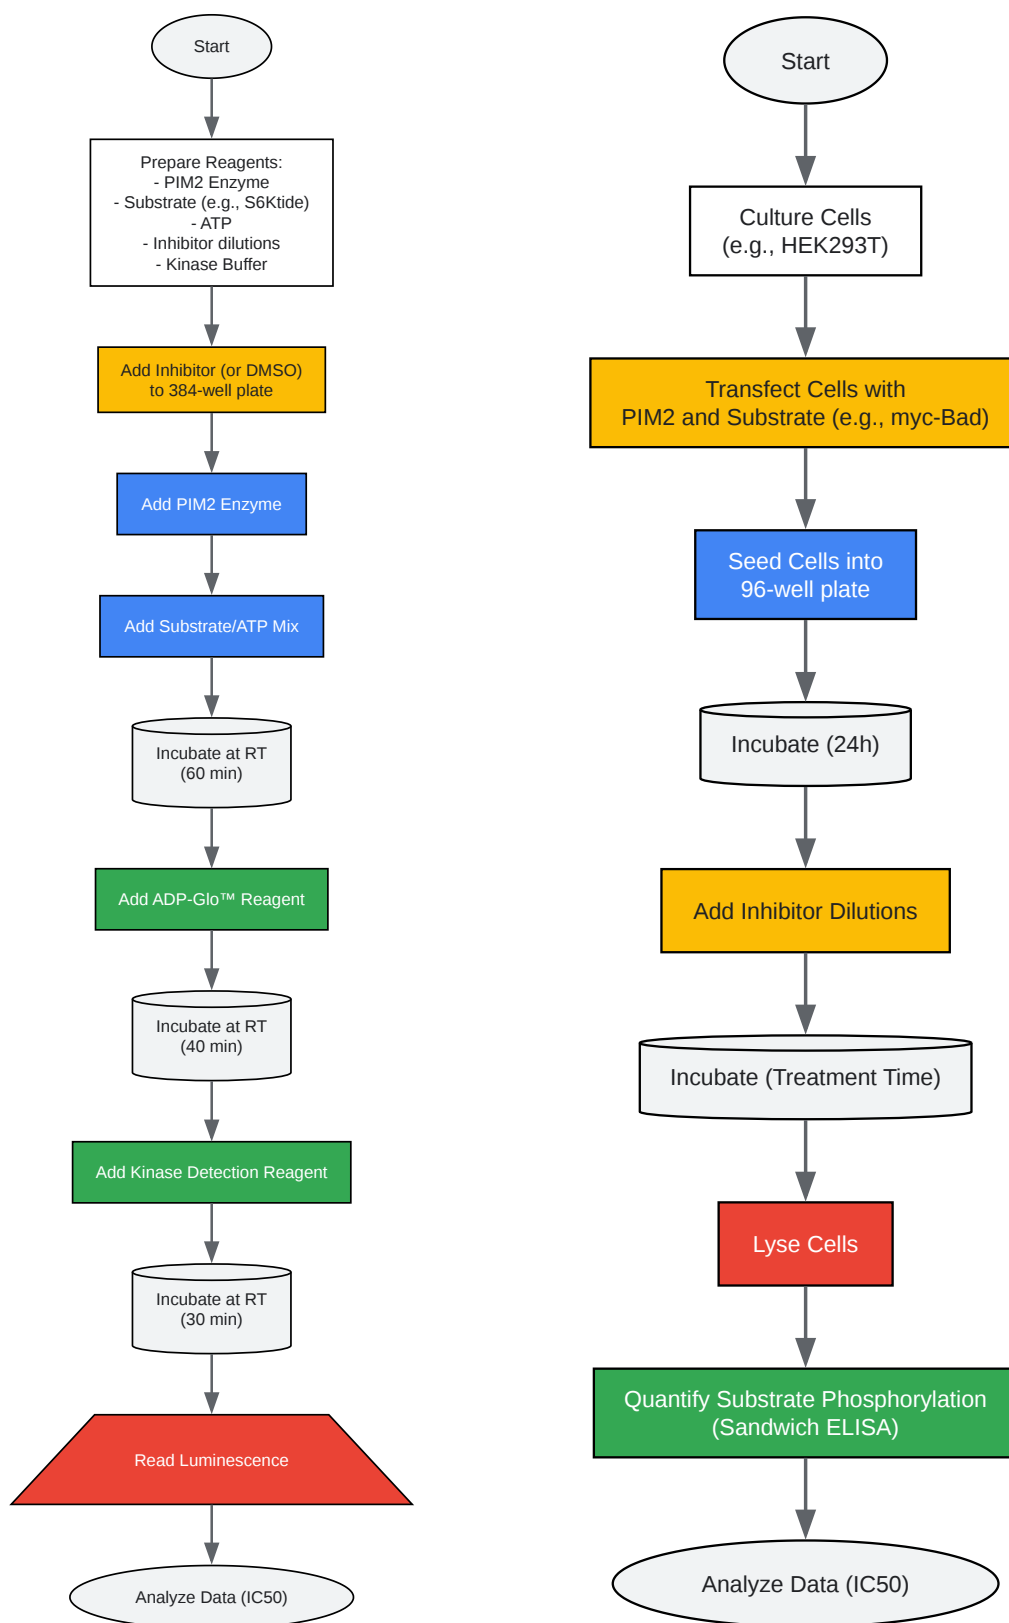 Start
Prepare Reagents:
- PIM2 Enzyme
- Substrate (e.g., S6Ktide)
- ATP
- Inhibitor dilutions
- Kinase Buffer
Add Inhibitor (or DMSO)
to 384-well plate
Add PIM2 Enzyme
Add Substrate/ATP Mix
Incubate at RT
(60 min)
Add ADP-Glo™ Reagent
Incubate at RT
(40 min)
Add Kinase Detection Reagent
Incubate at RT
(30 min)
Read Luminescence
Analyze Data (IC50)
Start
Culture Cells
(e.g., HEK293T)
Transfect Cells with
PIM2 and Substrate (e.g., myc-Bad)
Seed Cells into
96-well plate
Incubate (24h)
Add Inhibitor Dilutions
Incubate (Treatment Time)
Lyse Cells
Quantify Substrate Phosphorylation
(Sandwich ELISA)
Analyze Data (IC50)